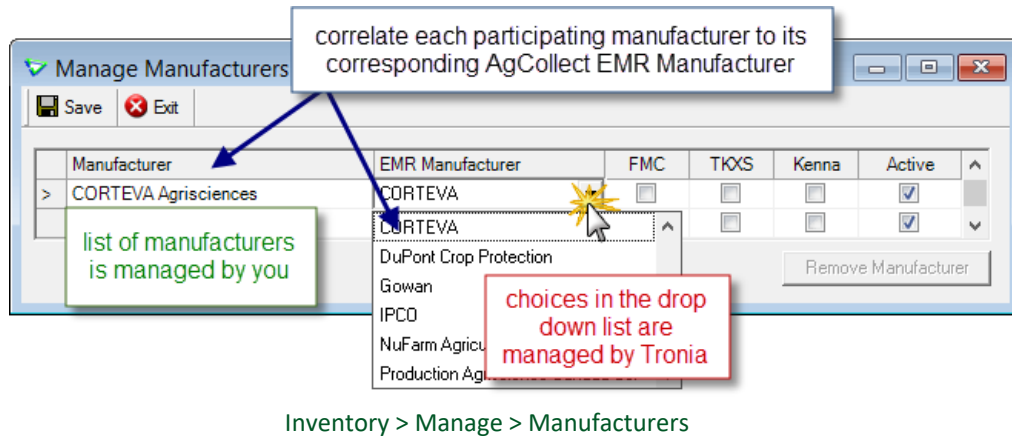 correlate each participating manufacturer to its
corresponding AgCollect EMR Manufacturer
Manage Manufacturers
Save Exit
Manufacturer EMR Manufacturer FMC TKXS Kenna Active
> CORTEVA Agrisciences CORTEVA
CORTEVA
DuPont Crop Protection
Gowan
IPCO
NuFarm
Production
list of manufacturers
is managed by you
choices in the drop
down list are
managed by Tronia
Remove Manufacturer
Inventory > Manage > Manufacturers